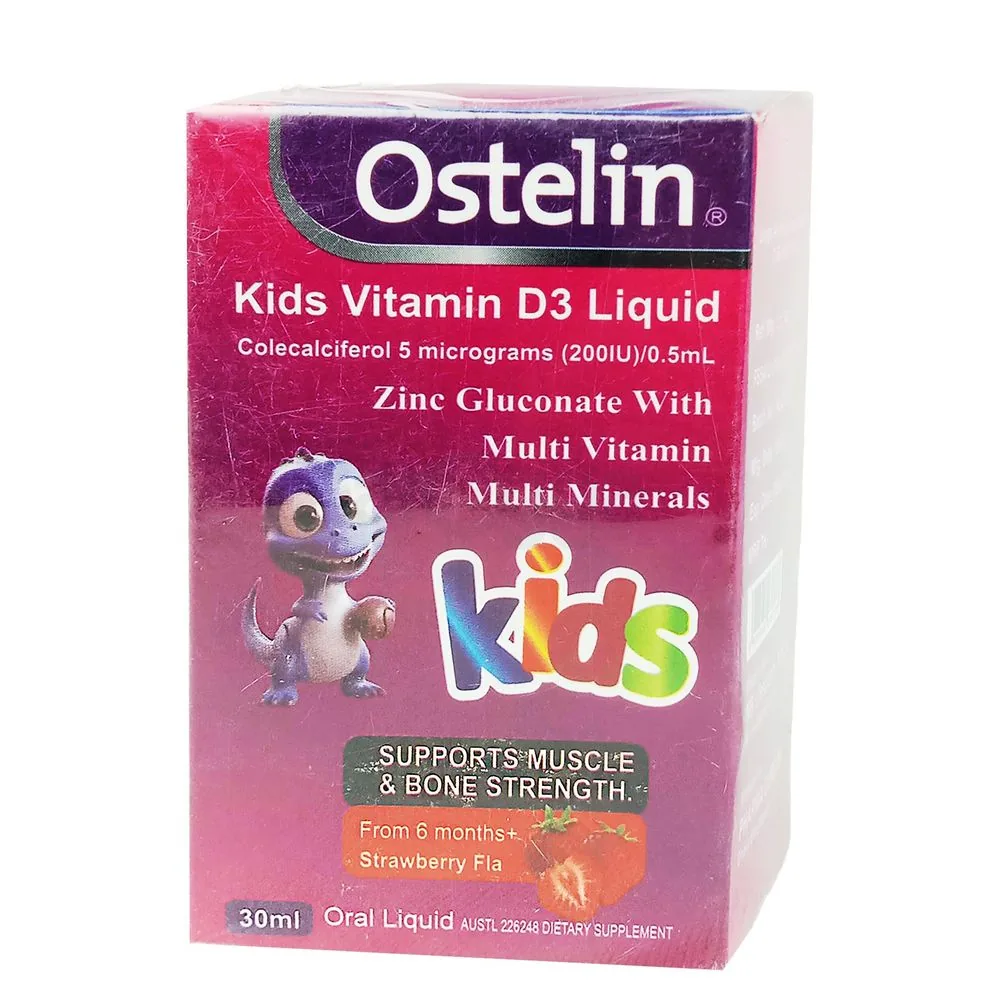 Ostelin®
Kids Vitamin D3 Liquid
Colecalciferol 5 micrograms (200IU)/0.5mL
Zinc Gluconate With
Multi Vitamin
Multi Minerals
kids
SUPPORTS MUSCLE
& BONE STRENGTH.
From 6 months+
Strawberry Fla
30ml Oral Liquid AUSTL 226248 DIETARY SUPPLEMENT